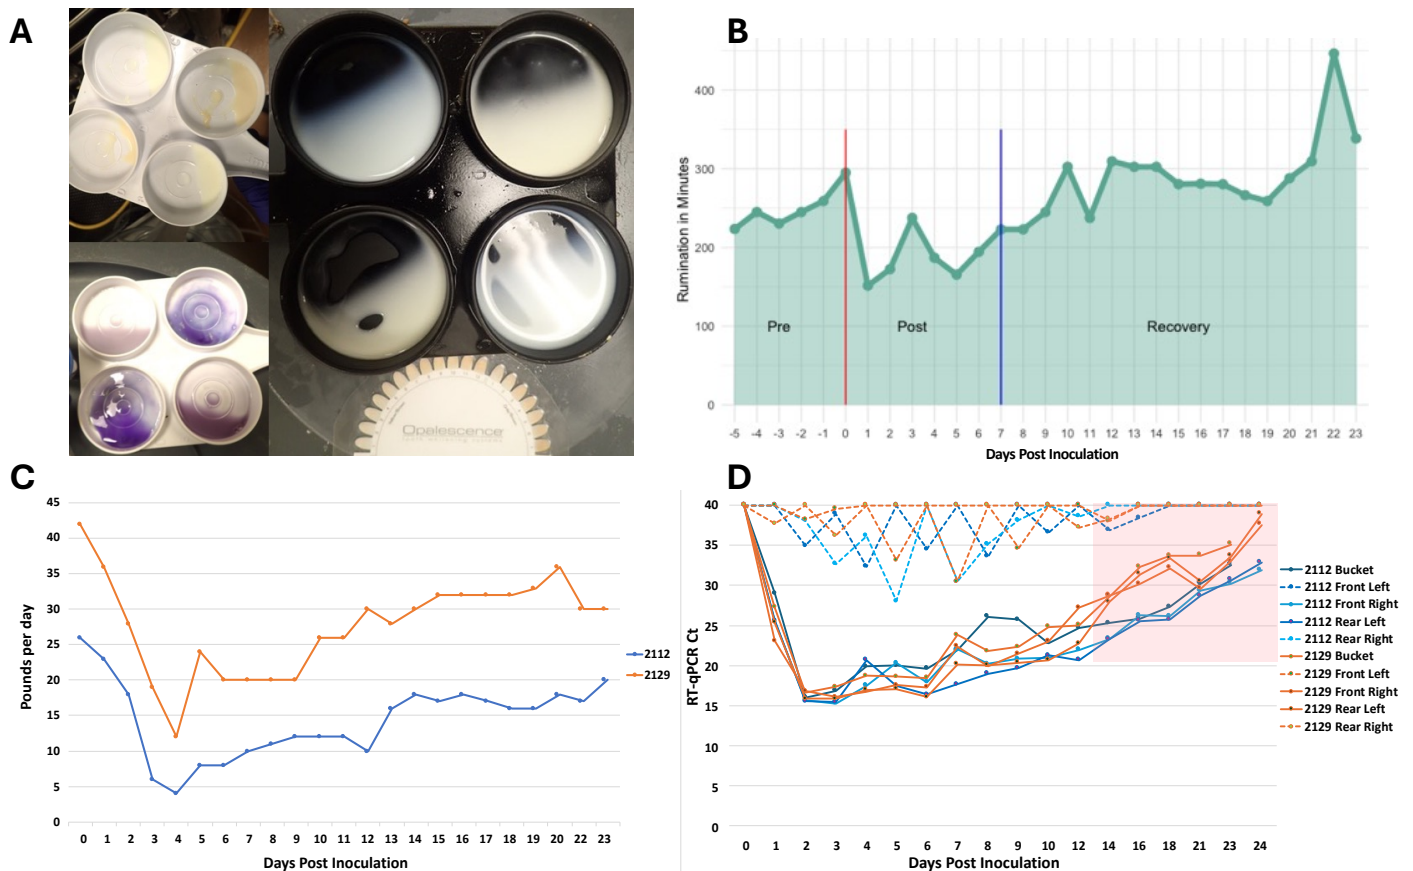 A
B
Opalescence
Rumination in Minutes
400
300
200
100
0
Pre
Post
Recovery
-5 -4 -3 -2 -1 0 1 2 3 4 5 6 7 8 9 10 11 12 13 14 15 16 17 18 19 20 21 22 23
Days Post Inoculation
C
D
Pounds per day
45
40
35
30
25
20
15
10
5
0
0 1 2 3 4 5 6 7 8 9 10 11 12 13 14 15 16 17 18 19 20 22 23
Days Post Inoculation
2112
2129
RT-qPCR Ct
40
35
30
25
20
15
10
5
0
0 1 2 3 4 5 6 7 8 9 10 12 14 16 18 21 23 24
Days Post Inoculation
2112 Bucket
2112 Front Left
2112 Front Right
2112 Rear Left
2112 Rear Right
2129 Bucket
2129 Front Left
2129 Front Right
2129 Rear Left
2129 Rear Right